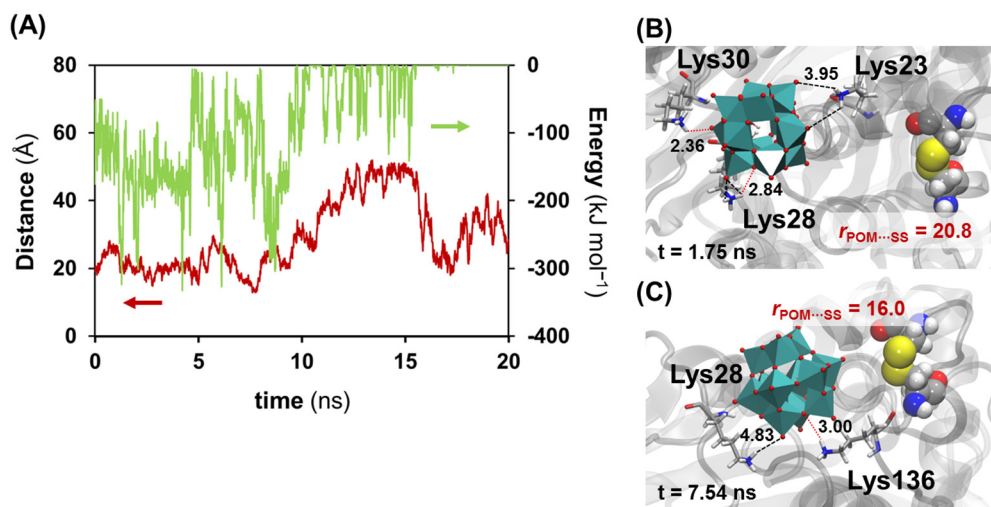 (A)
80
60
40
20
0
Distance (Å)
0
5
10
15
20
time (ns)
0
-100
-200
-300
-400
Energy (kJ mol⁻¹)
(B)
Lys30
Lys23
3.95
2.36
2.84
Lys28
rPOM···SS = 20.8
t = 1.75 ns
(C)
rPOM···SS = 16.0
Lys28
4.83
3.00
Lys136
t = 7.54 ns